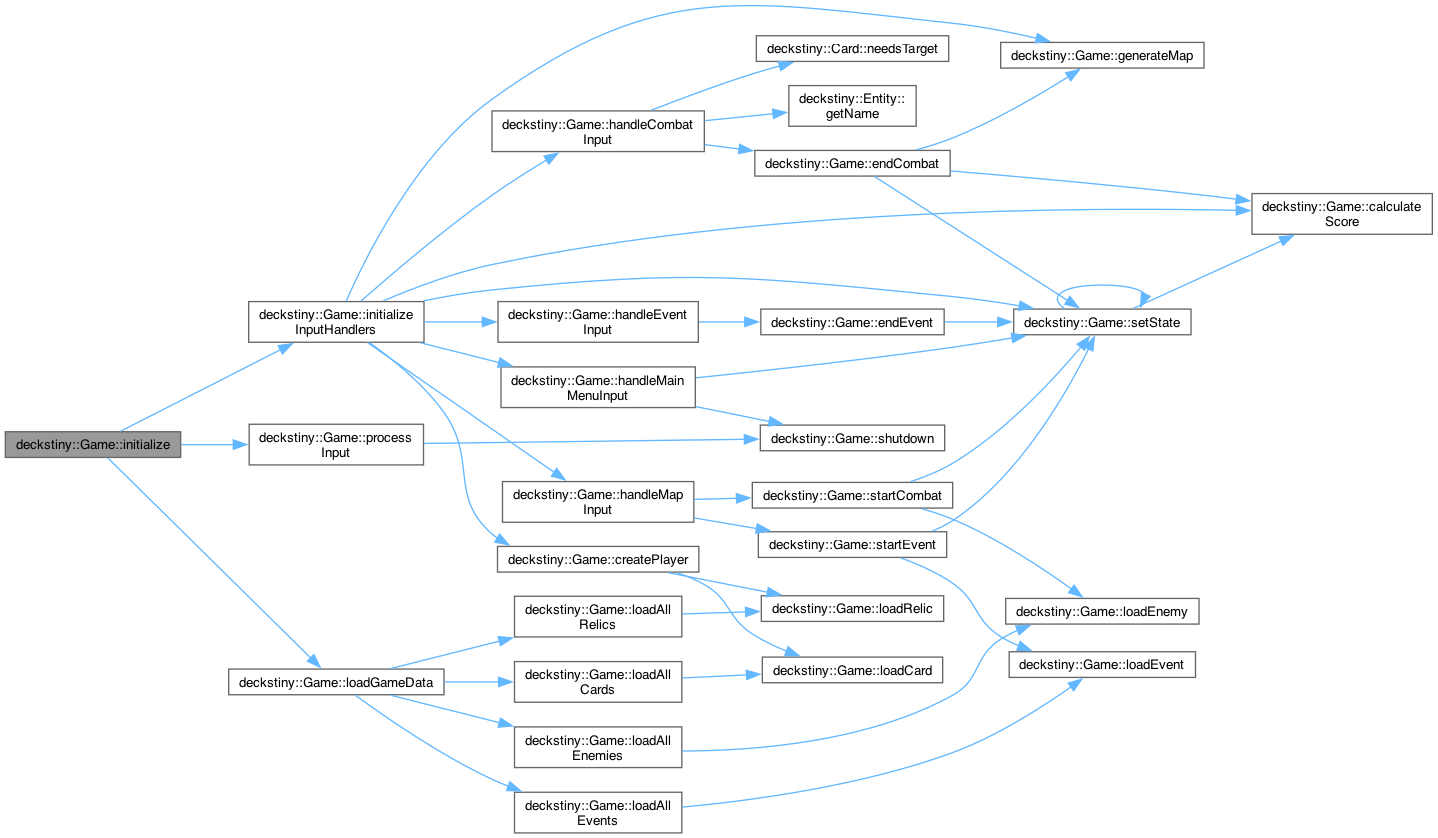 deckstiny::Game::initialize
deckstiny::Game::initialize
InputHandlers
deckstiny::Game::process
Input
deckstiny::Game::loadGameData
deckstiny::Game::handleCombat
Input
deckstiny::Game::handleEvent
Input
deckstiny::Game::handleMain
MenuInput
deckstiny::Game::handleMap
Input
deckstiny::Game::createPlayer
deckstiny::Game::loadAll
Relics
deckstiny::Game::loadAll
Cards
deckstiny::Game::loadAll
Enemies
deckstiny::Game::loadAll
Events
deckstiny::Card::needsTarget
deckstiny::Entity::
getName
deckstiny::Game::endCombat
deckstiny::Game::endEvent
deckstiny::Game::shutdown
deckstiny::Game::startCombat
deckstiny::Game::startEvent
deckstiny::Game::loadRelic
deckstiny::Game::loadCard
deckstiny::Game::generateMap
deckstiny::Game::setState
deckstiny::Game::loadEnemy
deckstiny::Game::loadEvent
deckstiny::Game::calculate
Score